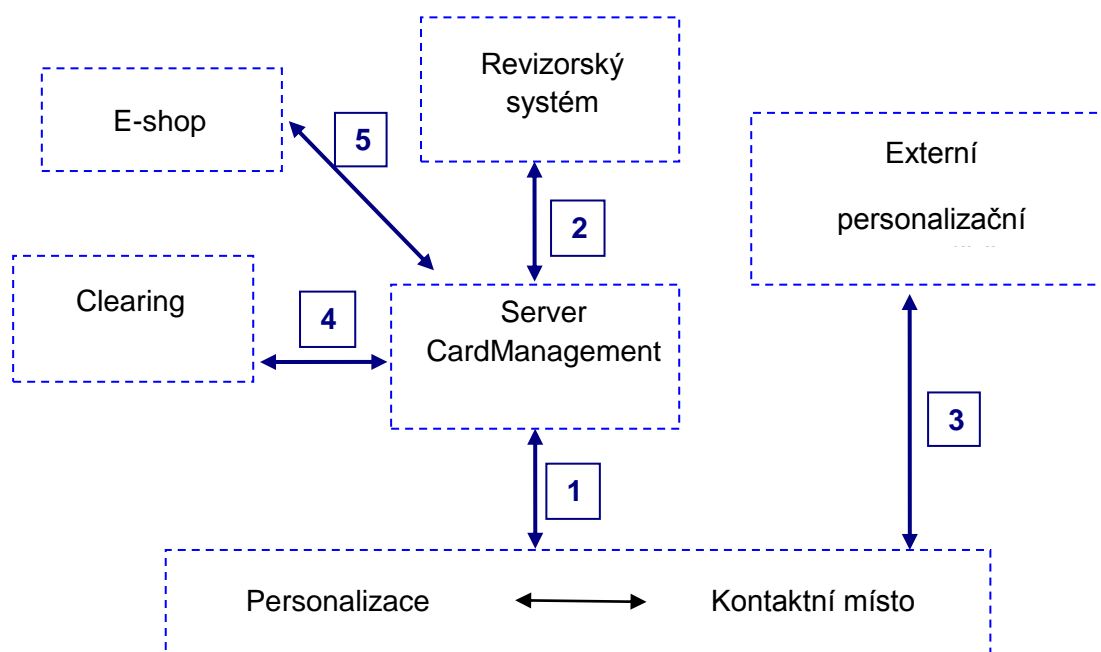 Revizorský
systém
E-shop
5
Externí
personalizační
2
Clearing
4
Server
CardManagement
3
1
Personalizace
Kontaktní místo